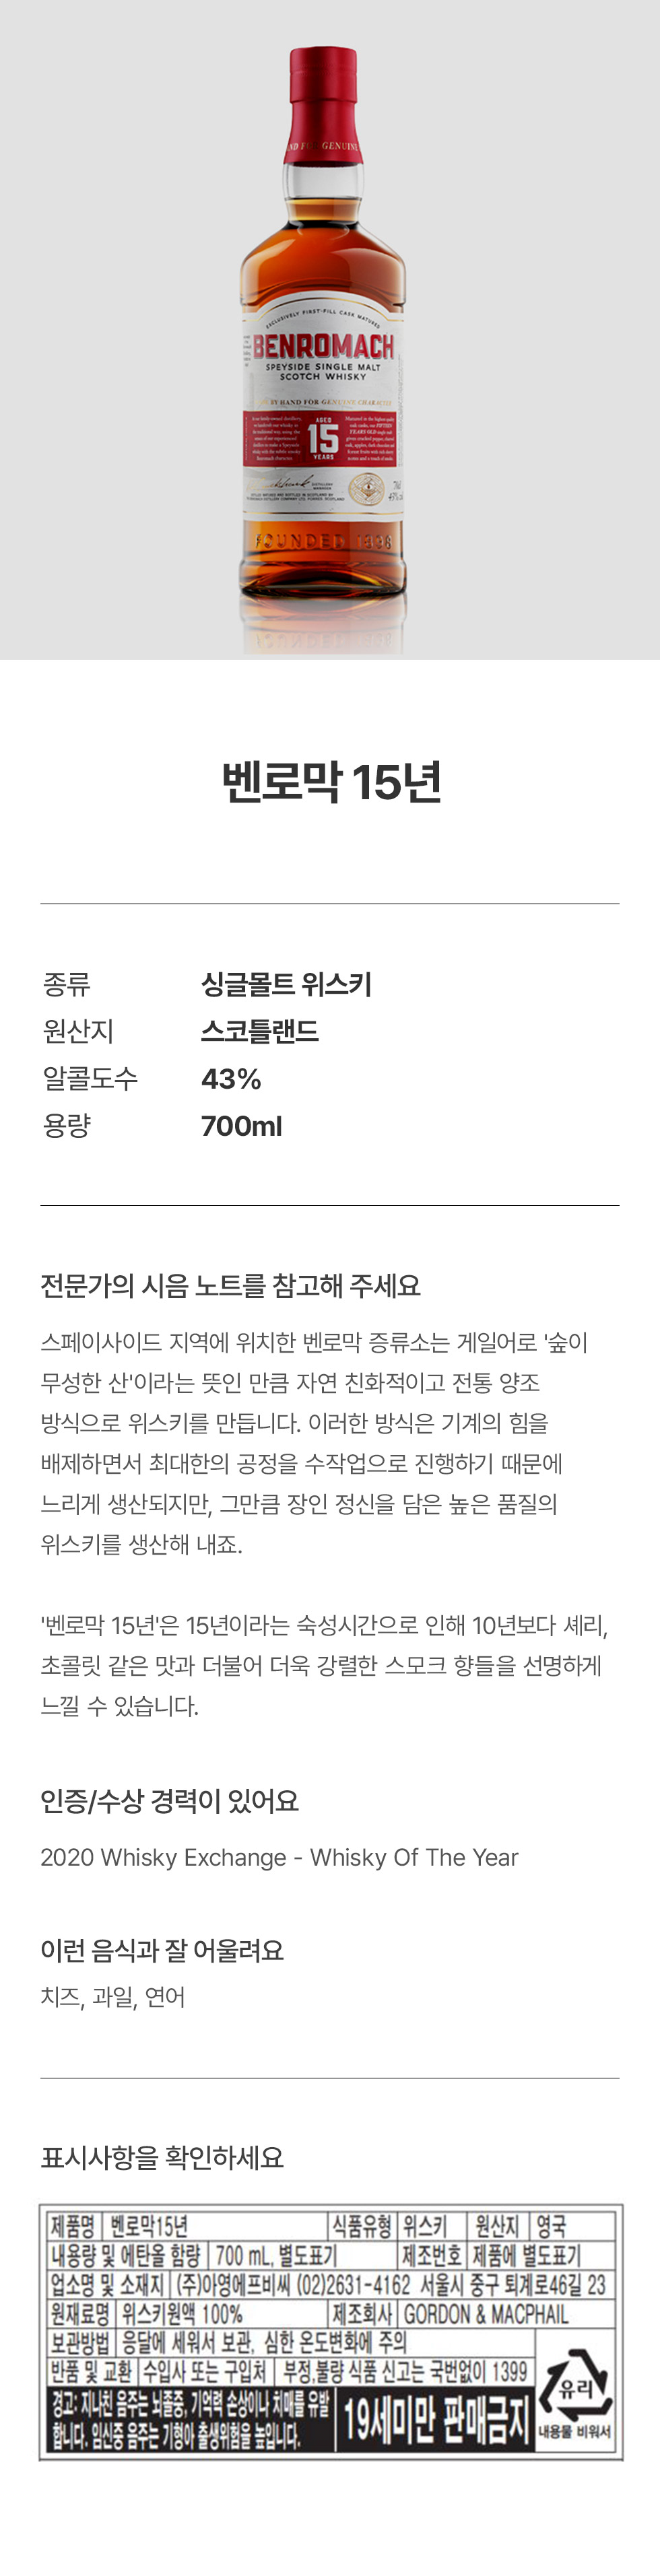 ND FOR GENUINE
EXCLUSIVELY FIRST-FILL CASK MATURED
BENROMACH
SPEYSIDE SINGLE MALT
SCOTCH WHISKY
BY HAND FOR GENUINE CHARACTER
AGED
15
YEARS
FOUNDED 1898
벤로막 15년
종류 싱글몰트 위스키
원산지 스코틀랜드
알콜도수 43%
용량 700ml
전문가의 시음 노트를 참고해 주세요
스페이사이드 지역에 위치한 벤로막 증류소는 게일어로 '숲이
무성한 산'이라는 뜻인 만큼 자연 친화적이고 전통 양조
방식으로 위스키를 만듭니다. 이러한 방식은 기계의 힘을
배제하면서 최대한의 공정을 수작업으로 진행하기 때문에
느리게 생산되지만, 그만큼 장인 정신을 담은 높은 품질의
위스키를 생산해 내죠.
'벤로막 15년'은 15년이라는 숙성시간으로 인해 10년보다 셰리,
초콜릿 같은 맛과 더불어 더욱 강렬한 스모크 향들을 선명하게
느낄 수 있습니다.
인증/수상 경력이 있어요
2020 Whisky Exchange - Whisky Of The Year
이런 음식과 잘 어울려요
치즈, 과일, 연어
표시사항을 확인하세요
제품명 벤로막15년 식품유형 위스키 원산지 영국
내용량 및 에탄올 함량 700 mL, 별도표기 제조번호 제품에 별도표기
업소명 및 소재지 (주)아영에프비씨 (02)2631-4162 서울시 중구 퇴계로46길 23
원재료명 위스키원액 100% 제조회사 GORDON & MACPHAIL
보관방법 응달에 세워서 보관, 심한 온도변화에 주의
반품 및 교환 수입사 또는 구입처 부정,불량 식품 신고는 국번없이 1399
경고: 지나친 음주는 뇌졸중, 기억력 손상이나 치매를 유발
합니다. 임신중 음주는 기형아 출생위험을 높입니다.
19세미만 판매금지
유리
내용물 비워서